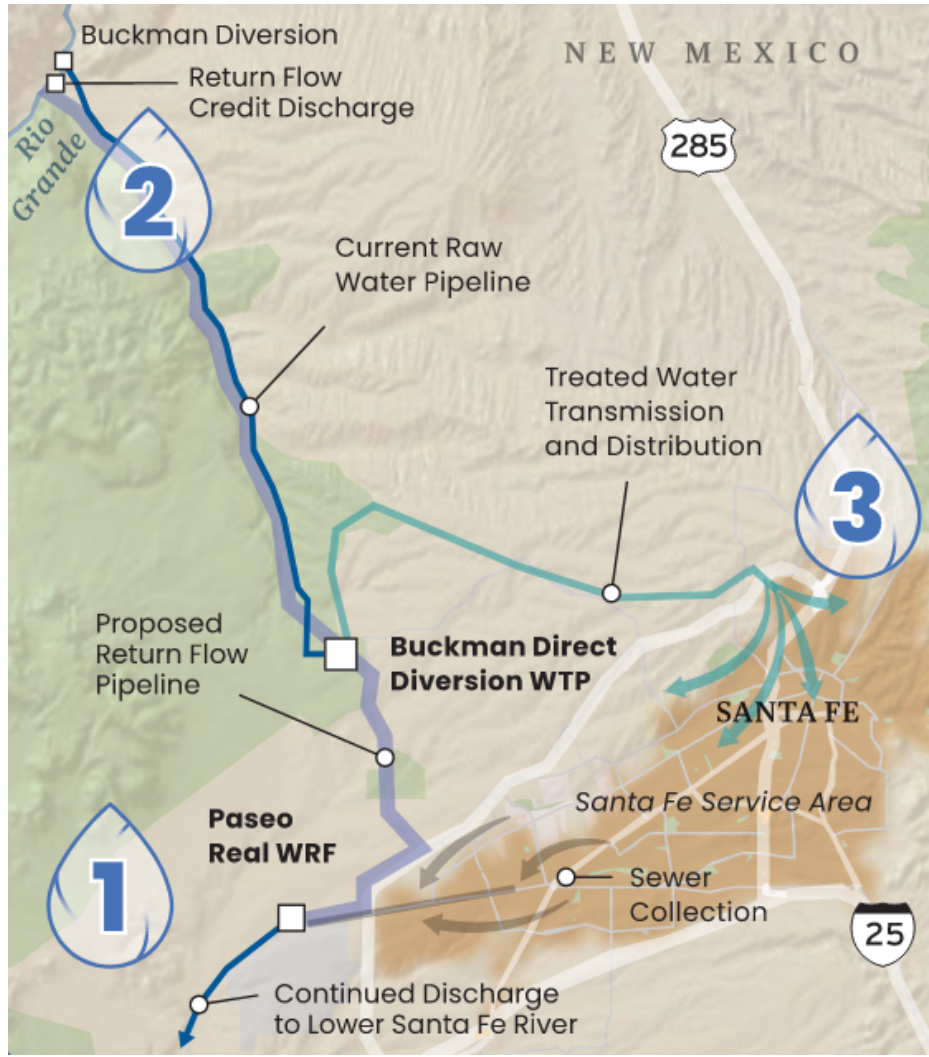 Buckman Diversion
Return Flow
Credit Discharge
NEW MEXICO
285
Rio
Grande
2
Current Raw
Water Pipeline
Treated Water
Transmission
and Distribution
3
Proposed
Return Flow
Pipeline
Buckman Direct
Diversion WTP
SANTA FE
Santa Fe Service Area
Paseo
Real WRF
1
Sewer
Collection
25
Continued Discharge
to Lower Santa Fe River